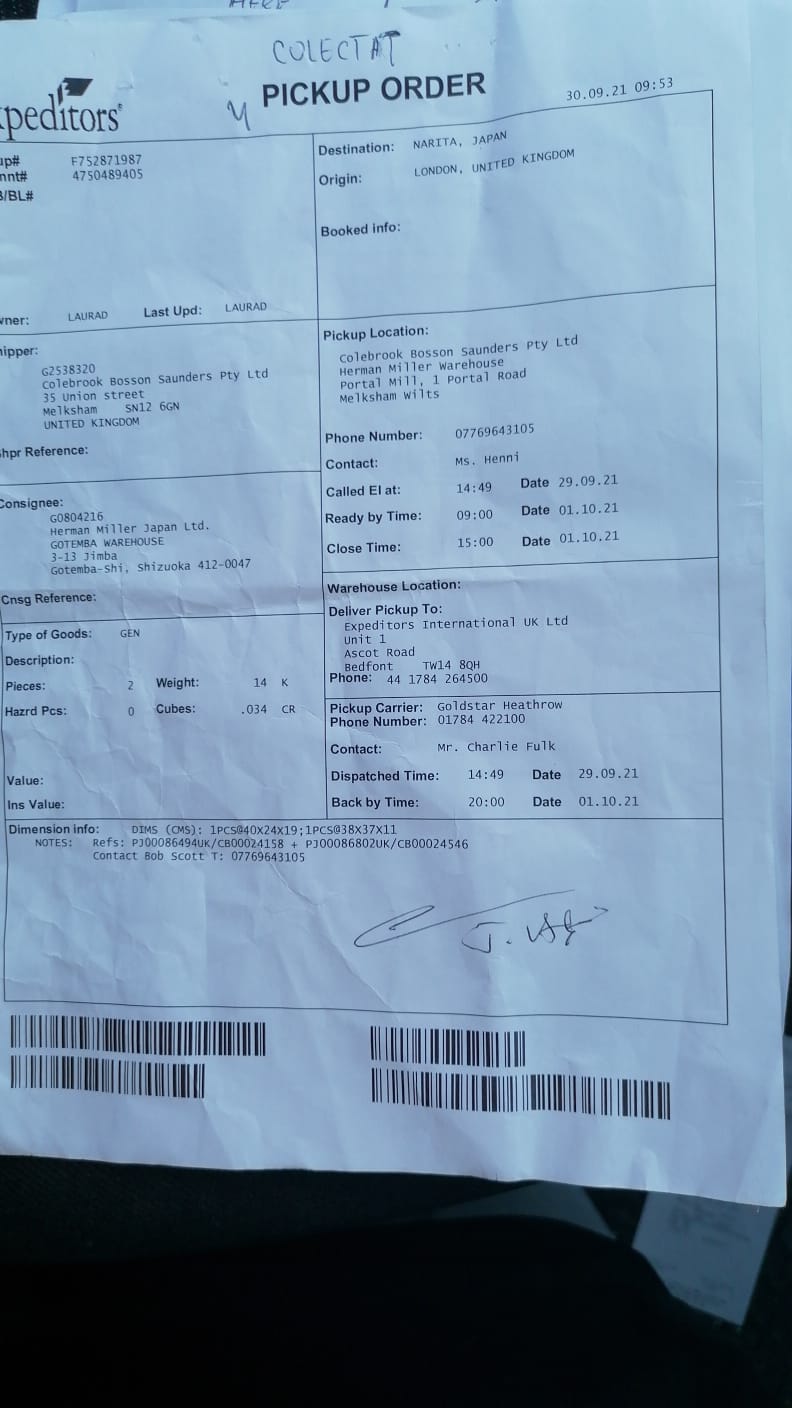 COLECTAT
PICKUP ORDER
30.09.21 09:53
peditors®
up# F752871987
mnt# 4750489405
B/BL#
Destination: NARITA, JAPAN
Origin: LONDON, UNITED KINGDOM
Booked info:
wner: LAURAD Last Upd: LAURAD
hipper:
G2538320
Colebrook Bosson Saunders Pty Ltd
35 Union street
Melksham SN12 6GN
UNITED KINGDOM
Shpr Reference:
Pickup Location:
Colebrook Bosson Saunders Pty Ltd
Herman Miller Warehouse
Portal Mill, 1 Portal Road
Melksham Wilts
Phone Number: 07769643105
Contact: Ms. Henni
Called EI at: 14:49 Date 29.09.21
Ready by Time: 09:00 Date 01.10.21
Close Time: 15:00 Date 01.10.21
Consignee:
G0804216
Herman Miller Japan Ltd.
GOTEMBA WAREHOUSE
3-13 Jimba
Gotemba-Shi, Shizuoka 412-0047
Cnsg Reference:
Warehouse Location:
Deliver Pickup To:
Expeditors International UK Ltd
Unit 1
Ascot Road
Bedfont TW14 8QH
Phone: 44 1784 264500
Type of Goods: GEN
Description:
Pieces: 2 Weight: 14 K
Hazrd Pcs: 0 Cubes: .034 CR
Value:
Ins Value:
Pickup Carrier: Goldstar Heathrow
Phone Number: 01784 422100
Contact: Mr. Charlie Fulk
Dispatched Time: 14:49 Date 29.09.21
Back by Time: 20:00 Date 01.10.21
Dimension info: DIMS (CMS): 1PCS@40X24X19;1PCS@38X37X11
NOTES: Refs: PJ00086494UK/CB00024158 + PJ00086802UK/CB00024546
Contact Bob Scott T: 07769643105